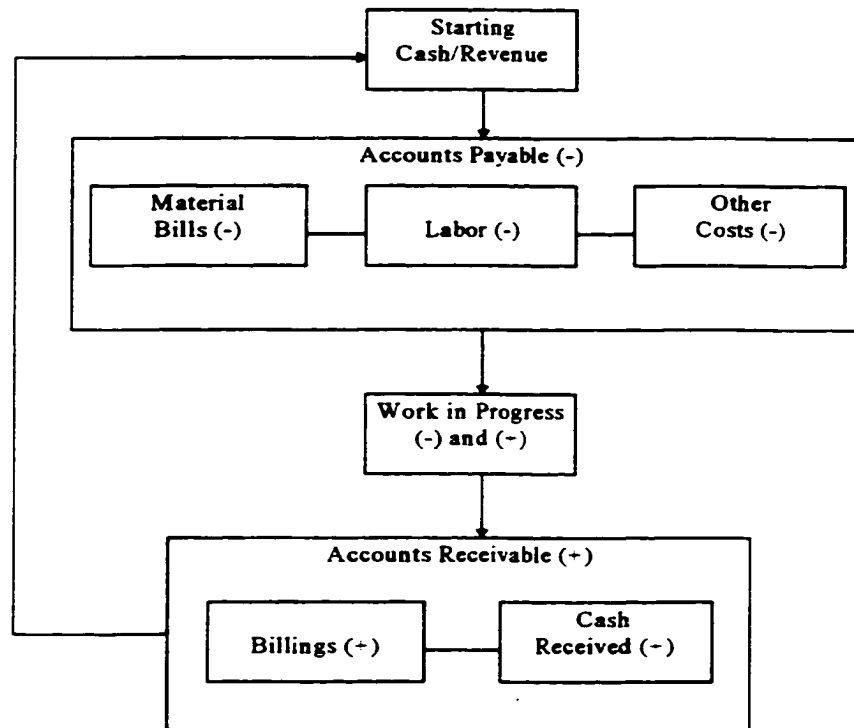 Starting
Cash/Revenue
Accounts Payable (-)
Material
Bills (-)
Labor (-)
Other
Costs (-)
Work in Progress
(-) and (+)
Accounts Receivable (+)
Billings (+)
Cash
Received (+)